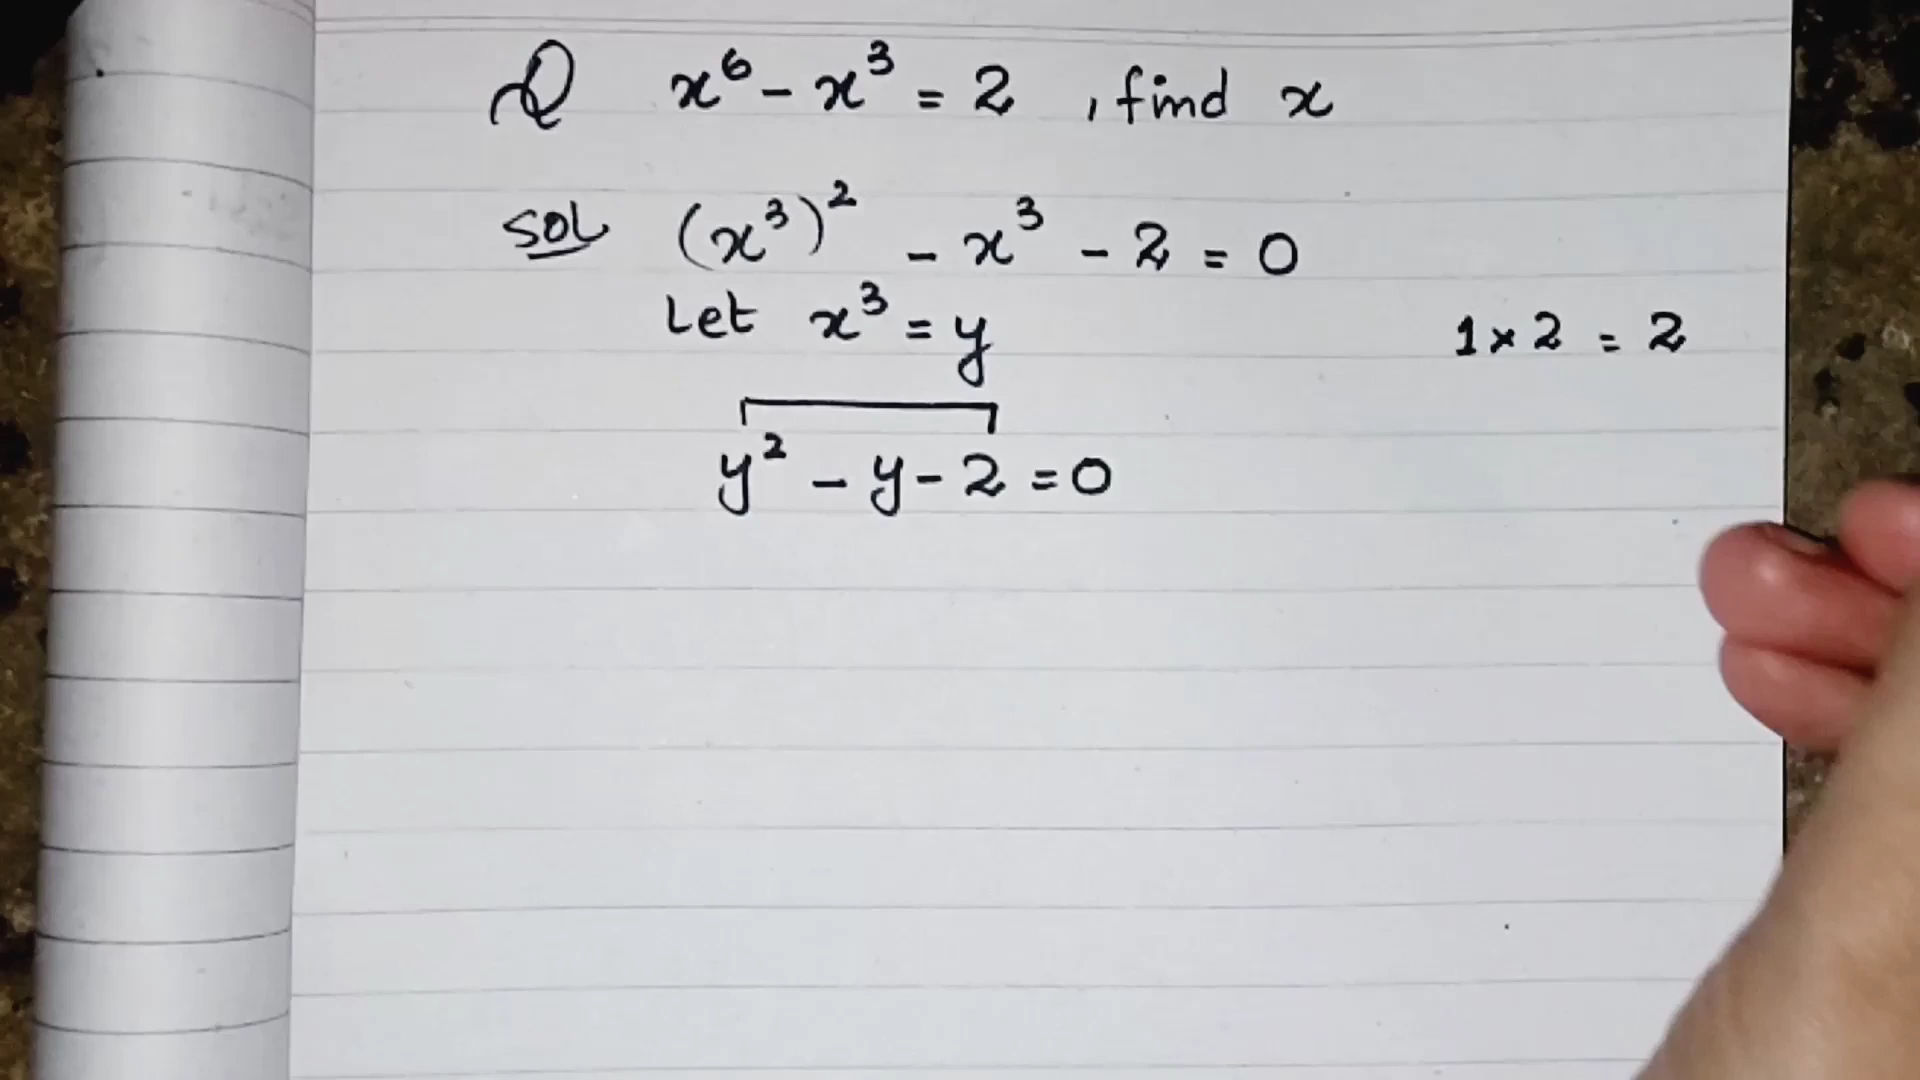 Q x⁶ - x³ = 2 , find x
Sol (x³)² - x³ - 2 = 0
Let x³ = y
1 × 2 = 2
y² - y - 2 = 0